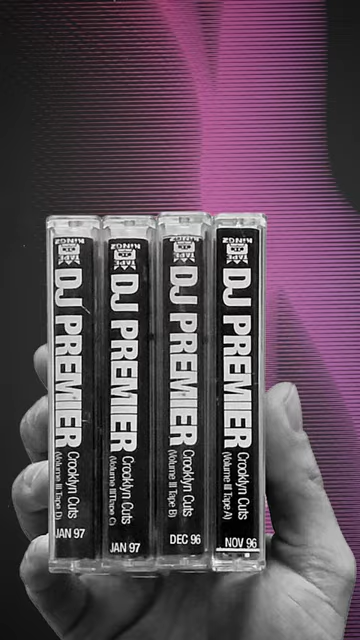 TAPE KINGZ
DJ PREMIER
Crooklyn Cuts
(Volume III Tape D)
JAN 97
TAPE KINGZ
DJ PREMIER
Crooklyn Cuts
(Volume III Tape C)
JAN 97
TAPE KINGZ
DJ PREMIER
Crooklyn Cuts
(Volume III Tape B)
DEC 96
TAPE KINGZ
DJ PREMIER
Crooklyn Cuts
(Volume III Tape A)
NOV 96